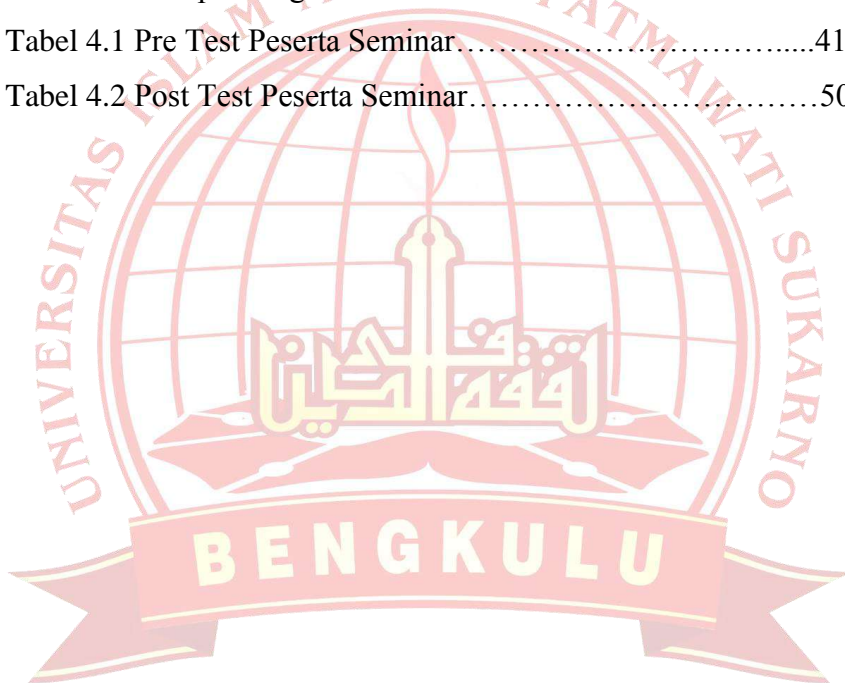 Tabel 4.1 Pre Test Peserta Seminar…………………………......41
Tabel 4.2 Post Test Peserta Seminar…………………………50
UNIVERSITAS ISLAM FATMAWATI SUKARNO
BENGKULU